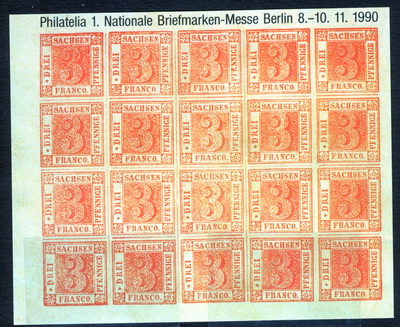 Philatelia 1. Nationale Briefmarken-Messe Berlin 8.–10. 11. 1990
SACHSEN SACHSEN SACHSEN SACHSEN SACHSEN
* DREI 3 PFENNIGE * DREI 3 PFENNIGE * DREI 3 PFENNIGE * DREI 3 PFENNIGE * DREI 3 PFENNIGE
FRANCO. FRANCO. FRANCO. FRANCO. FRANCO.
SACHSEN SACHSEN SACHSEN SACHSEN SACHSEN
* DREI 3 PFENNIGE * DREI 3 PFENNIGE * DREI 3 PFENNIGE * DREI 3 PFENNIGE * DREI 3 PFENNIGE
FRANCO. FRANCO. FRANCO. FRANCO. FRANCO.
SACHSEN SACHSEN SACHSEN SACHSEN SACHSEN
* DREI 3 PFENNIGE * DREI 3 PFENNIGE * DREI 3 PFENNIGE * DREI 3 PFENNIGE * DREI 3 PFENNIGE
FRANCO. FRANCO. FRANCO. FRANCO. FRANCO.
SACHSEN SACHSEN SACHSEN SACHSEN SACHSEN
* DREI 3 PFENNIGE * DREI 3 PFENNIGE * DREI 3 PFENNIGE * DREI 3 PFENNIGE * DREI 3 PFENNIGE
FRANCO. FRANCO. FRANCO. FRANCO. FRANCO.